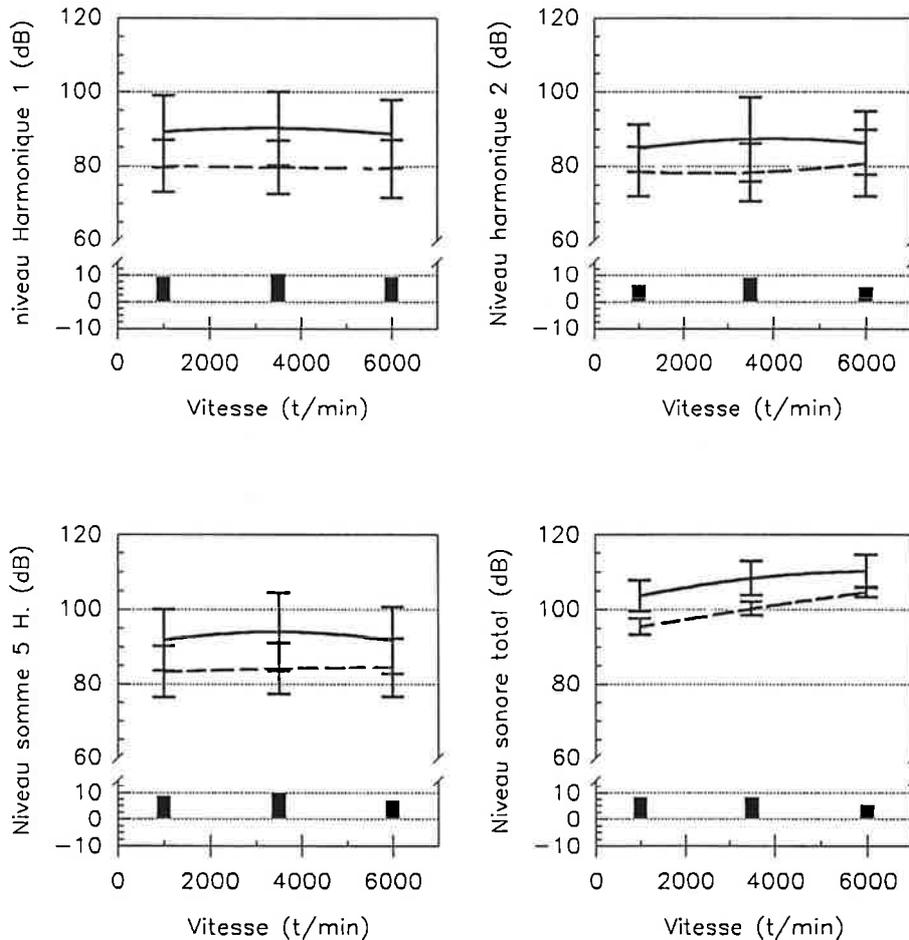 niveau Harmonique 1 (dB)
120
100
80
60
10
0
−10
0 2000 4000 6000
Vitesse (t/min)
Niveau harmonique 2 (dB)
120
100
80
60
10
0
−10
0 2000 4000 6000
Vitesse (t/min)
Niveau somme 5 H. (dB)
120
100
80
60
10
0
−10
0 2000 4000 6000
Vitesse (t/min)
Niveau sonore total (dB)
120
100
80
60
10
0
−10
0 2000 4000 6000
Vitesse (t/min)